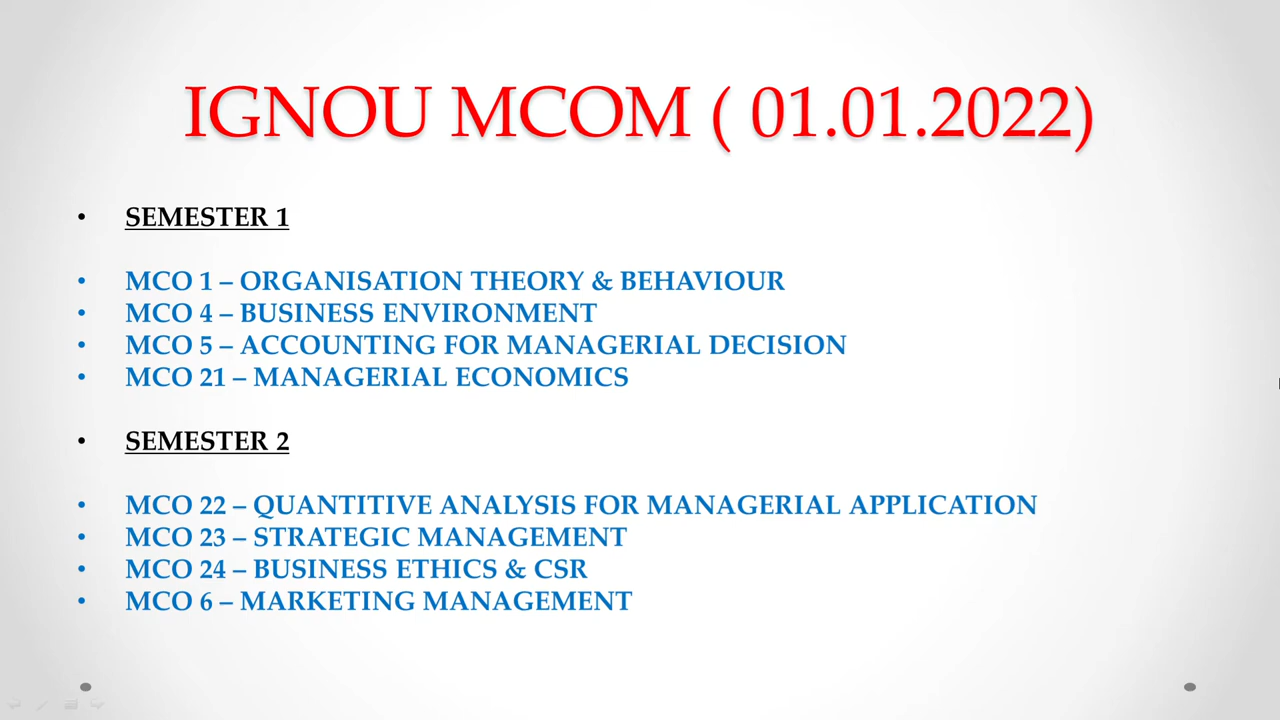 IGNOU MCOM ( 01.01.2022)
• SEMESTER 1
• MCO 1 – ORGANISATION THEORY & BEHAVIOUR
• MCO 4 – BUSINESS ENVIRONMENT
• MCO 5 – ACCOUNTING FOR MANAGERIAL DECISION
• MCO 21 – MANAGERIAL ECONOMICS
• SEMESTER 2
• MCO 22 – QUANTITIVE ANALYSIS FOR MANAGERIAL APPLICATION
• MCO 23 – STRATEGIC MANAGEMENT
• MCO 24 – BUSINESS ETHICS & CSR
• MCO 6 – MARKETING MANAGEMENT